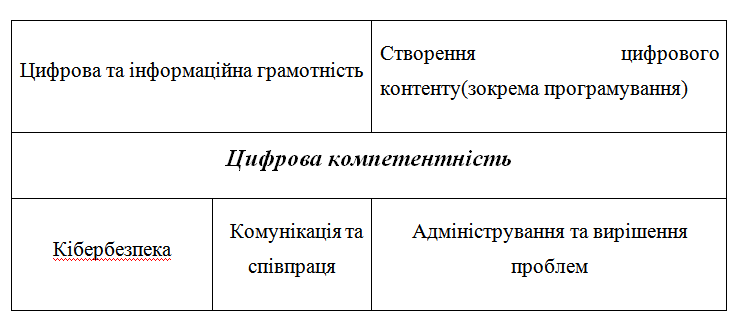 Цифрова та інформаційна грамотність
Створення цифрового
контенту(зокрема програмування)
Цифрова компетентність
Кібербезпека
Комунікація та
співпраця
Адміністрування та вирішення
проблем